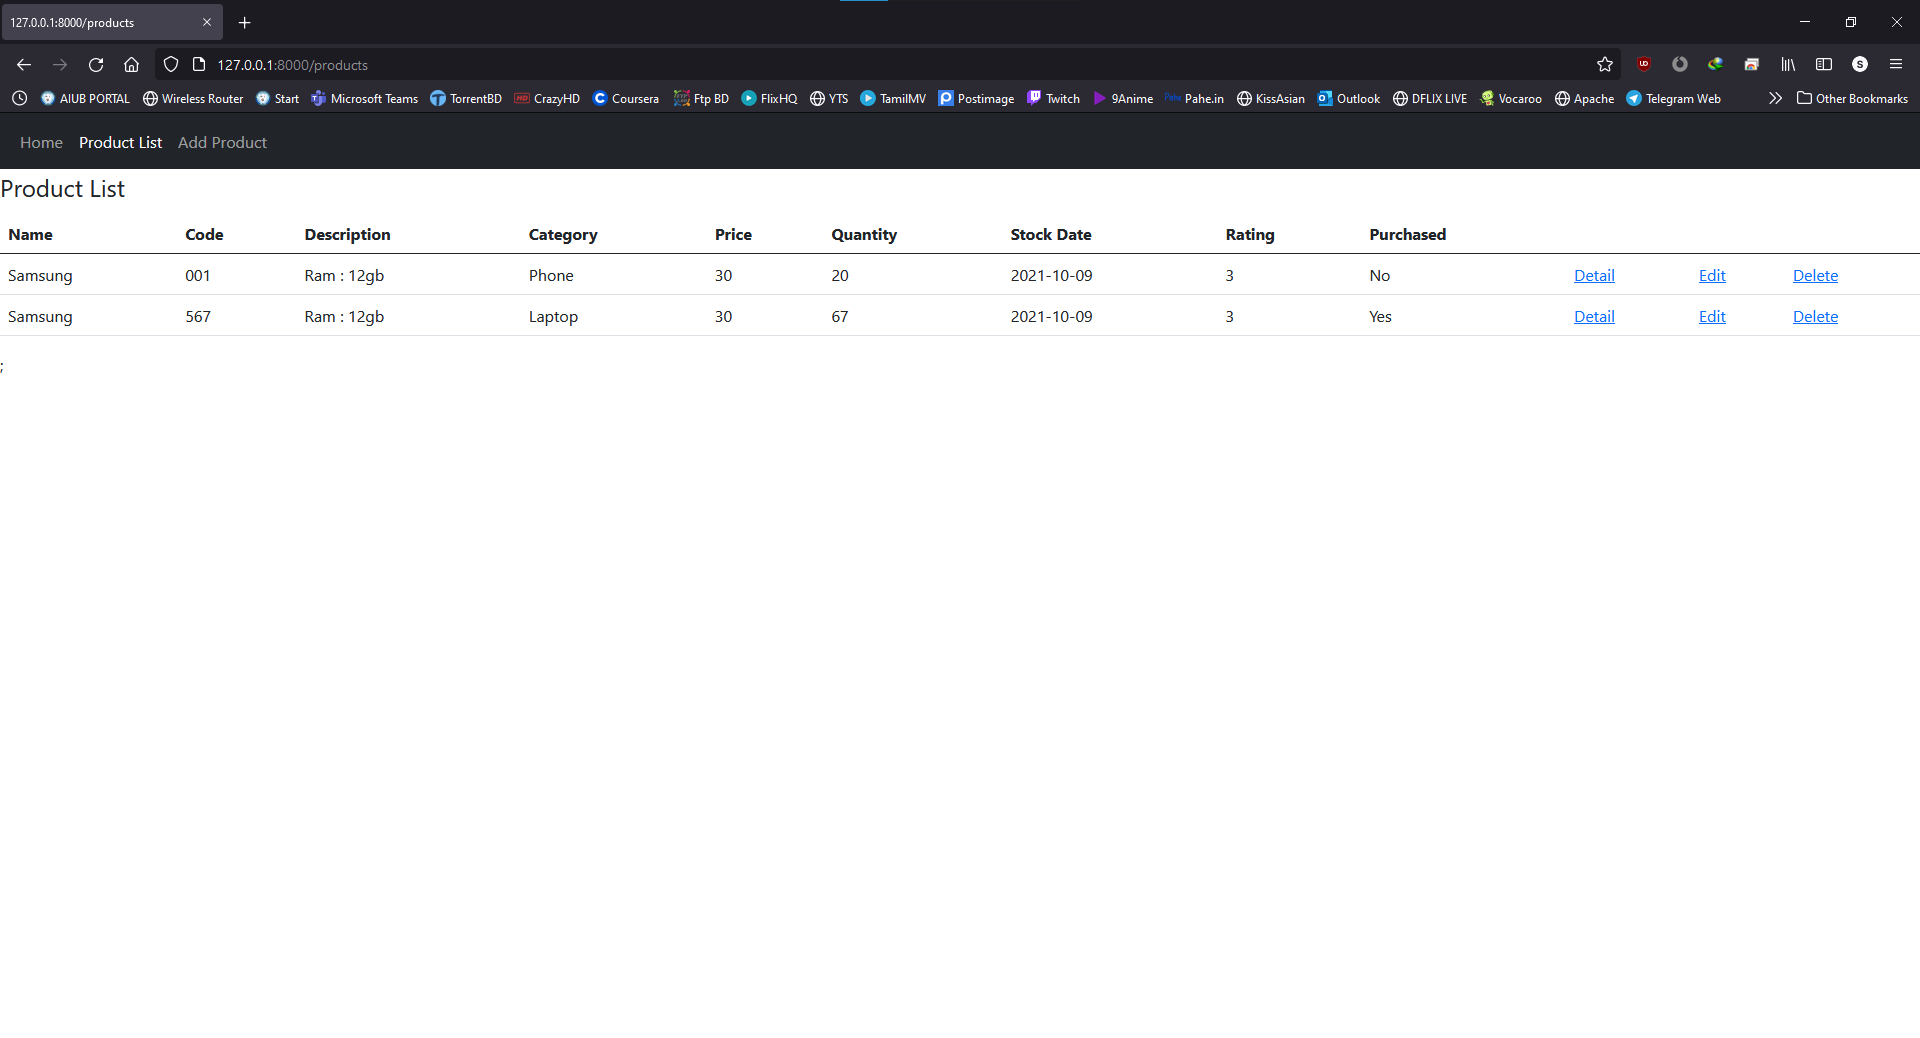 127.0.0.1:8000/products
127.0.0.1:8000/products
AIUB PORTAL Wireless Router Start Microsoft Teams TorrentBD CrazyHD Coursera Ftp BD FlixHQ YTS TamilMV Postimage Twitch 9Anime Pahe.in KissAsian Outlook DFLIX LIVE Vocaroo Apache Telegram Web Other Bookmarks
Home Product List Add Product
Product List
Name Code Description Category Price Quantity Stock Date Rating Purchased
Samsung 001 Ram : 12gb Phone 30 20 2021-10-09 3 No Detail Edit Delete
Samsung 567 Ram : 12gb Laptop 30 67 2021-10-09 3 Yes Detail Edit Delete
;